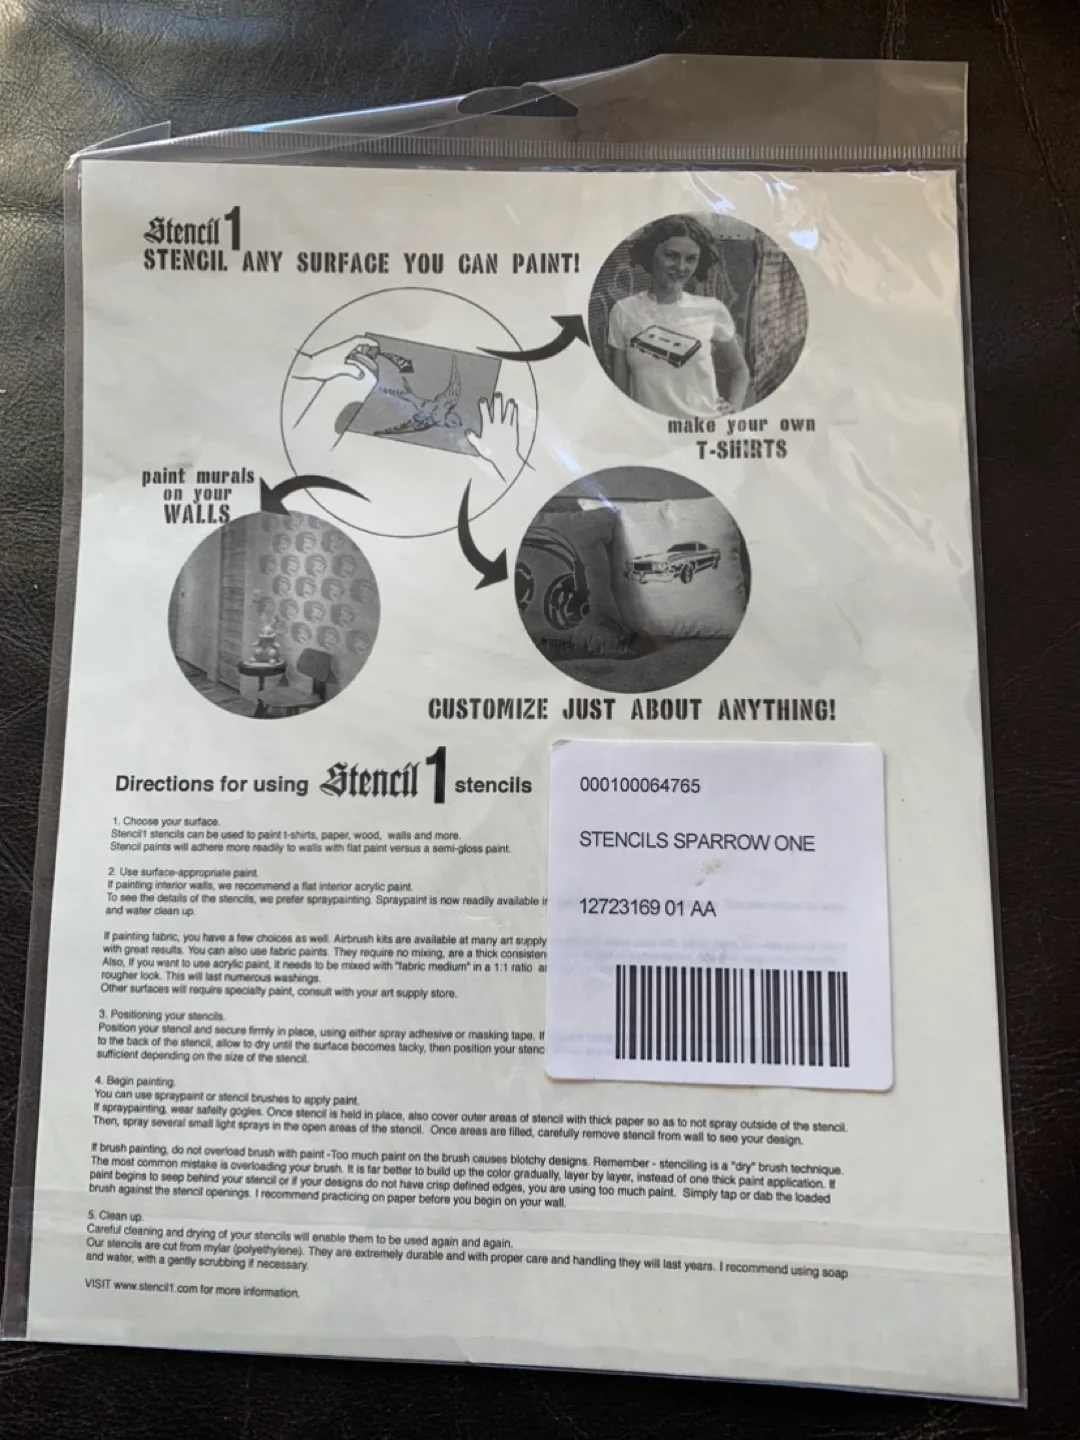 Stencil1
STENCIL ANY SURFACE YOU CAN PAINT!
make your own
T-SHIRTS
paint murals
on your
WALLS
CUSTOMIZE JUST ABOUT ANYTHING!
Directions for using Stencil1 stencils
000100064765
STENCILS SPARROW ONE
12723169 01 AA
1. Choose your surface.
Stencil1 stencils can be used to paint t-shirts, paper, wood, walls and more.
Stencil paints will adhere more readily to walls with flat paint versus a semi-gloss paint.
2. Use surface-appropriate paint.
If painting interior walls, we recommend a flat interior acrylic paint.
To see the details of the stencils, we prefer spraypainting. Spraypaint is now readily available in
and water clean up.
If painting fabric, you have a few choices as well. Airbrush kits are available at many art supply
with great results. You can also use fabric paints. They require no mixing, are a thick consisten
Also, If you want to use acrylic paint, it needs to be mixed with "fabric medium" in a 1:1 ratio
rougher look. This will last numerous washings.
Other surfaces will require specialty paint, consult with your art supply store.
3. Positioning your stencils.
Position your stencil and secure firmly in place, using either spray adhesive or masking tape. If
to the back of the stencil, allow to dry until the surface becomes tacky, then position your stenc
sufficient depending on the size of the stencil.
4. Begin painting.
You can use spraypaint or stencil brushes to apply paint.
If spraypainting, wear safelty gogles. Once stencil is held in place, also cover outer areas of stencil with thick paper so as to not spray outside of the stencil.
Then, spray several small light sprays in the open areas of the stencil. Once areas are filled, carefully remove stencil from wall to see your design.
If brush painting, do not overload brush with paint -Too much paint on the brush causes blotchy designs. Remember - stenciling is a "dry" brush technique.
The most common mistake is overloading your brush. It is far better to build up the color gradually, layer by layer, instead of one thick paint application. If
paint begins to seep behind your stencil or if your designs do not have crisp defined edges, you are using too much paint. Simply tap or dab the loaded
brush against the stencil openings. I recommend practicing on paper before you begin on your wall.
5. Clean up.
Careful cleaning and drying of your stencils will enable them to be used again and again.
Our stencils are cut from mylar (polyethylene). They are extremely durable and with proper care and handling they will last years. I recommend using soap
and water, with a gently scrubbing if necessary.
VISIT www.stencil1.com for more information.